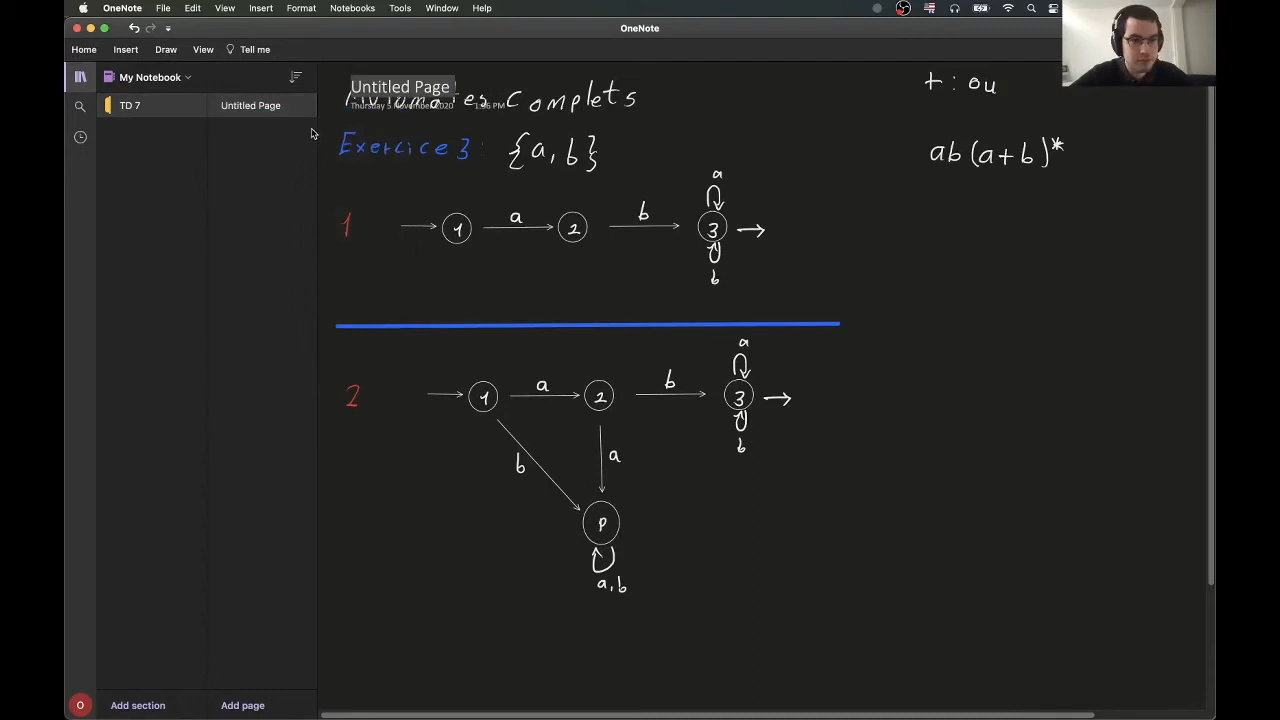 OneNote File Edit View Insert Format Notebooks Tools Window Help
OneNote
Home Insert Draw View Tell me
My Notebook
TD 7 Untitled Page
Untitled Page
Complets
+ : ou
Exercice 3 : {a, b}
ab(a+b)*
a
1 1 a 2 b 3
b
a
2 1 a 2 b 3
b
b a
P
a, b
O Add section Add page